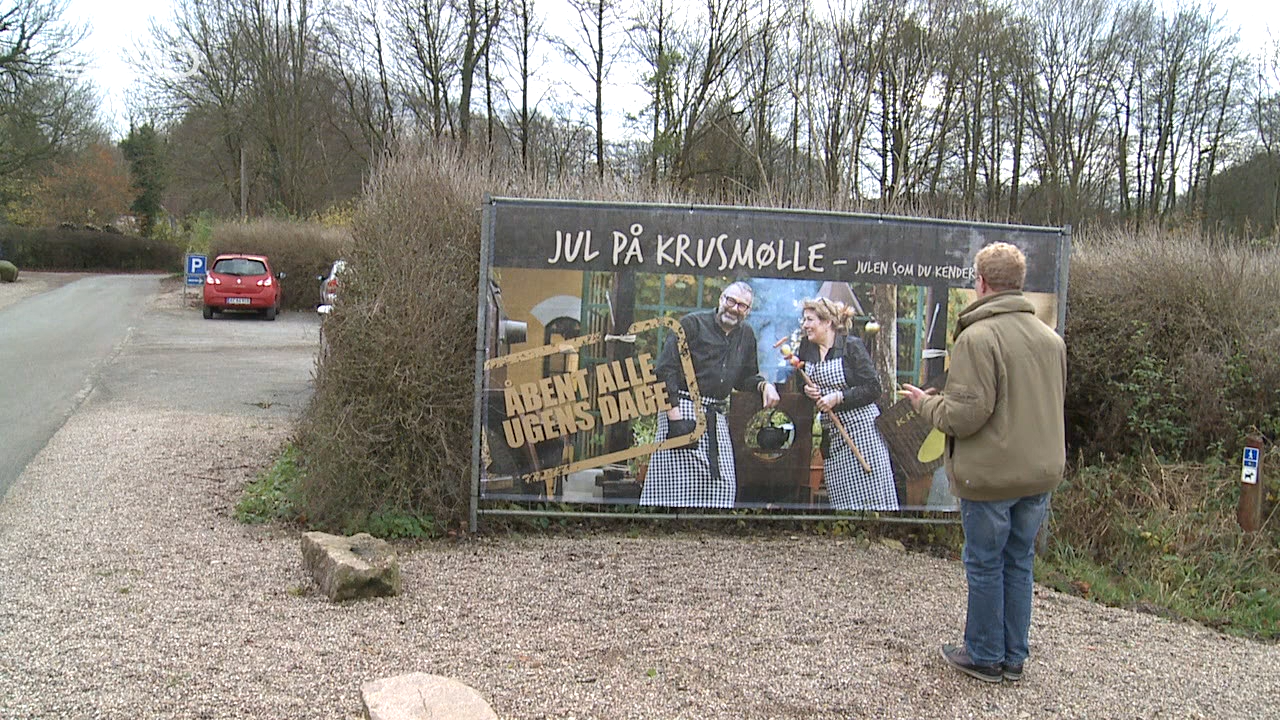 JUL PÅ KRUSMØLLE – JULEN SOM DU KENDER
ÅBENT ALLE
UGENS DAGE
P